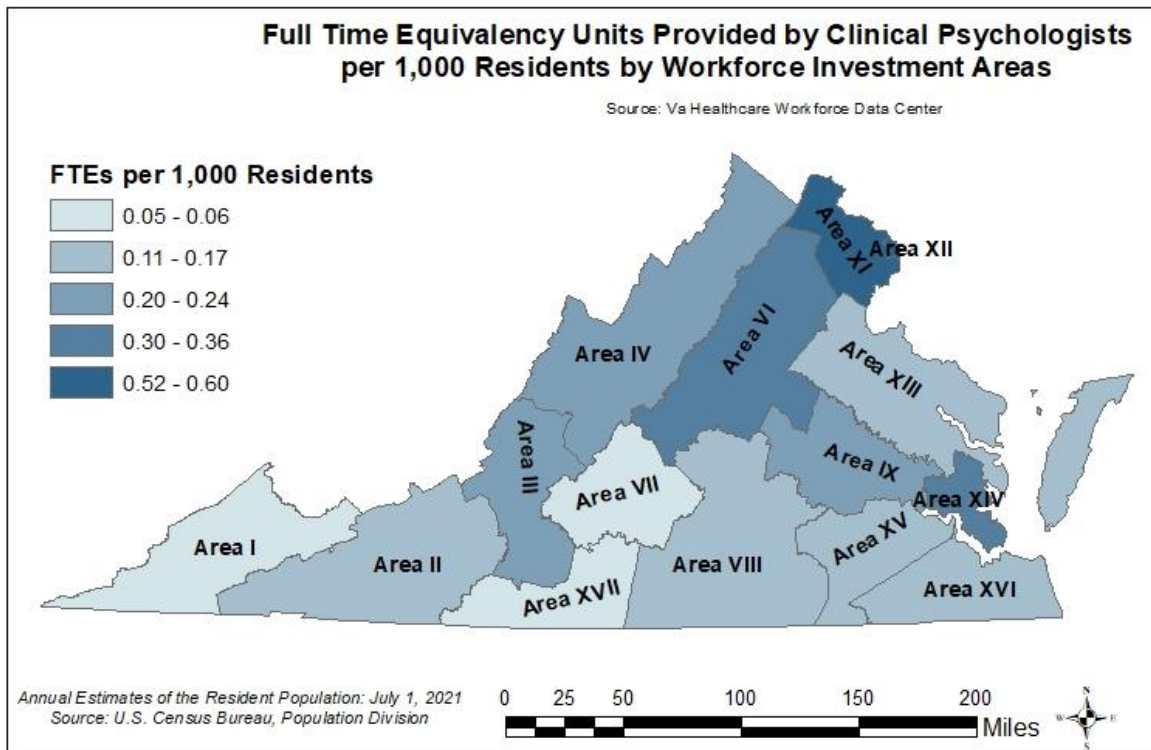 Full Time Equivalency Units Provided by Clinical Psychologists
per 1,000 Residents by Workforce Investment Areas
Source: Va Healthcare Workforce Data Center
FTEs per 1,000 Residents
0.05 - 0.06
0.11 - 0.17
0.20 - 0.24
0.30 - 0.36
0.52 - 0.60
Area XI
Area XII
Area VI
Area IV
Area XIII
Area III
Area IX
Area VII
Area XIV
Area I
Area II
Area VIII
Area XV
Area XVII
Area XVI
Annual Estimates of the Resident Population: July 1, 2021
Source: U.S. Census Bureau, Population Division
0 25 50 100 150 200
Miles
N
W E
S